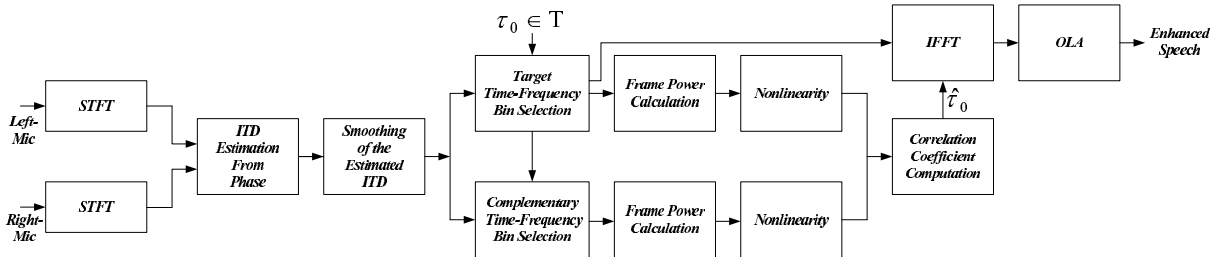 τ₀ ∈ T
STFT
Left-
Mic
ITD
Estimation
From
Phase
Smoothing
of the
Estimated
ITD
STFT
Right-
Mic
Target
Time-Frequency
Bin Selection
Frame Power
Calculation
Nonlinearity
Complementary
Time-Frequency
Bin Selection
Frame Power
Calculation
Nonlinearity
Correlation
Coefficient
Computation
τ̂₀
IFFT
OLA
Enhanced
Speech